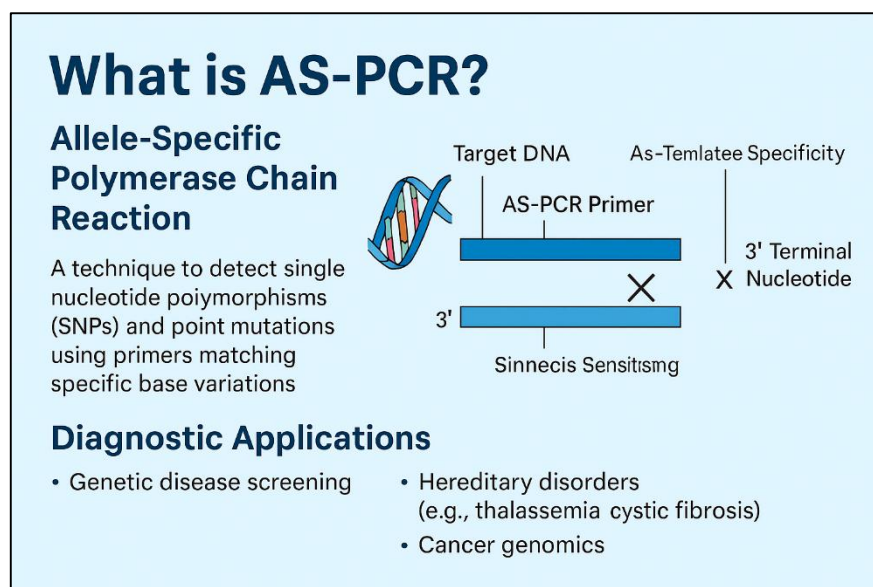 What is AS-PCR?
Allele-Specific
Polymerase Chain
Reaction
A technique to detect single
nucleotide polymorphisms
(SNPs) and point mutations
using primers matching
specific base variations
Target DNA
As-Temlatee Specificity
AS-PCR Primer
3' Terminal
X Nucleotide
3'
Sinnecis Sensitısmg
Diagnostic Applications
• Genetic disease screening
• Hereditary disorders
(e.g., thalassemia cystic fibrosis)
• Cancer genomics